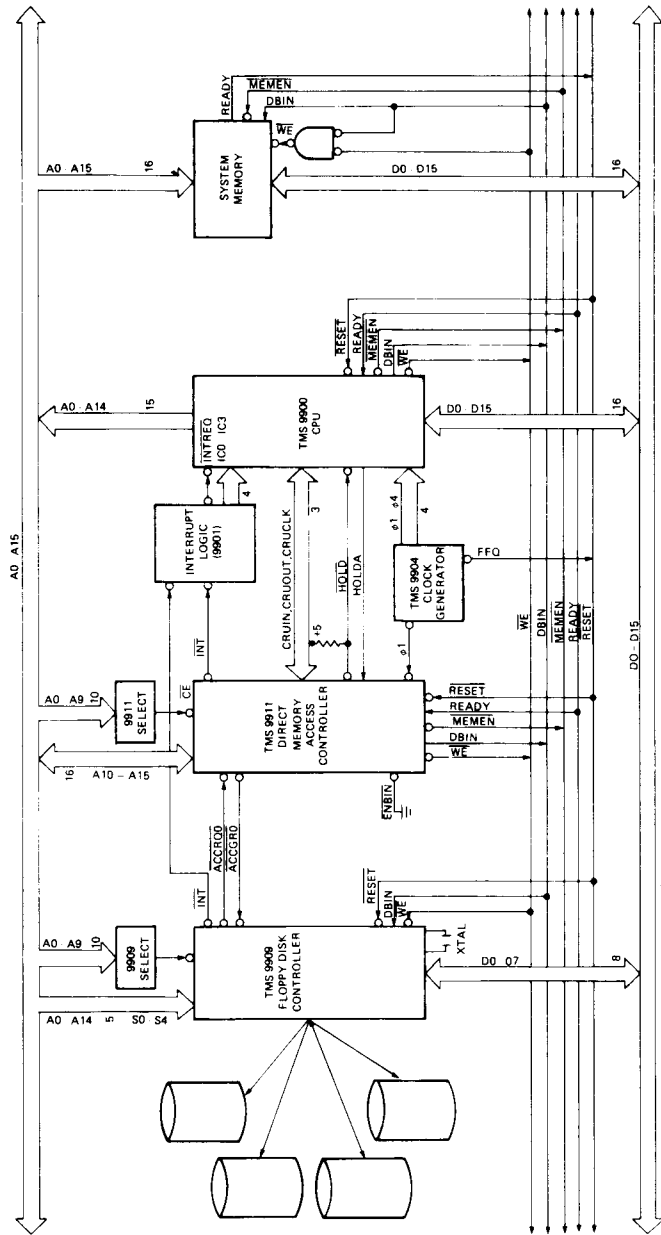 A0 - A15
A0 - A14
5
S0 - S4
A0 A9
10
9909
SELECT
TMS 9909
FLOPPY DISK
CONTROLLER
INT
ACCRQ0
ACCGR0
RESET
DBIN
WE
XTAL
D0 07
8
16
A10 - A15
A0 - A9
10
9911
SELECT
CE
TMS 9911
DIRECT
MEMORY
ACCESS
CONTROLLER
INT
ENBIN
RESET
READY
MEMEN
DBIN
WE
INTERRUPT
LOGIC
(9901)
INTREQ
IC0 IC3
4
CRUIN, CRUOUT, CRUCLK
3
+5
HOLD
HOLDA
φ1
TMS 9904
CLOCK
GENERATOR
φ1 φ4
4
FFQ
A0 - A14
15
TMS 9900
CPU
RESET
READY
MEMEN
DBIN
WE
D0 - D15
16
WE
DBIN
MEMEN
READY
RESET
A0 - A15
16
SYSTEM
MEMORY
READY
MEMEN
DBIN
WE
D0 - D15
16
D0 - D15